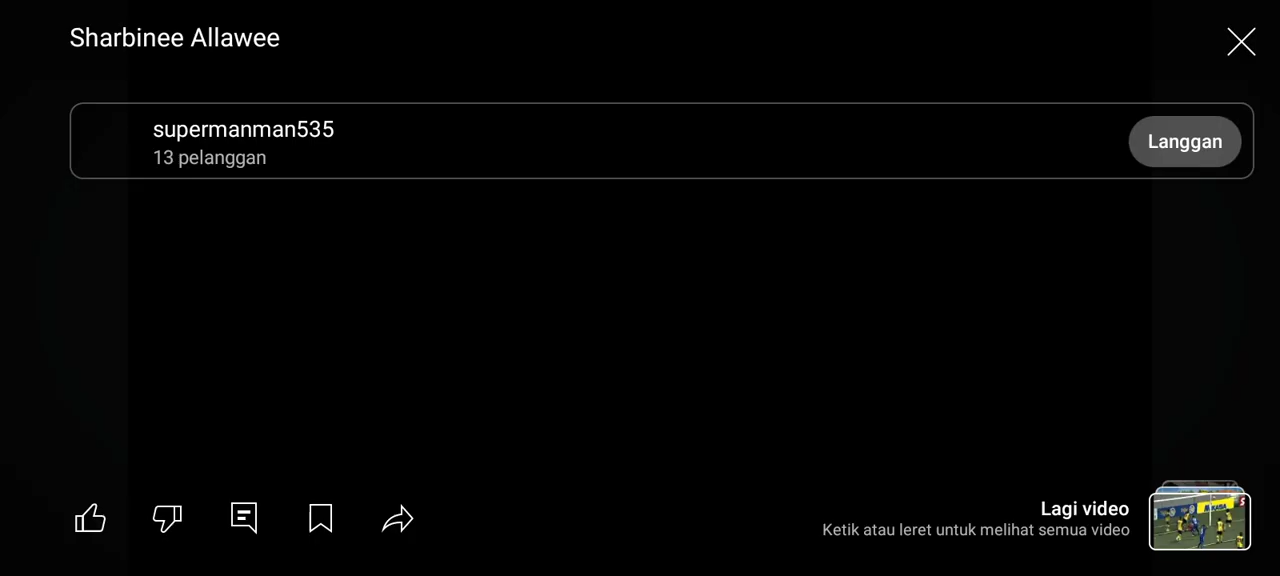 Sharbinee Allawee
supermanman535
13 pelanggan
Langgan
Lagi video
Ketik atau leret untuk melihat semua video